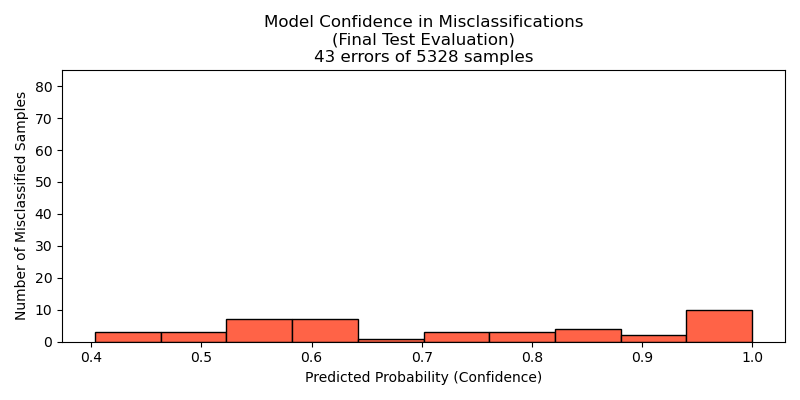 Model Confidence in Misclassifications
(Final Test Evaluation)
43 errors of 5328 samples
Number of Misclassified Samples
80
70
60
50
40
30
20
10
0
0.4 0.5 0.6 0.7 0.8 0.9 1.0
Predicted Probability (Confidence)